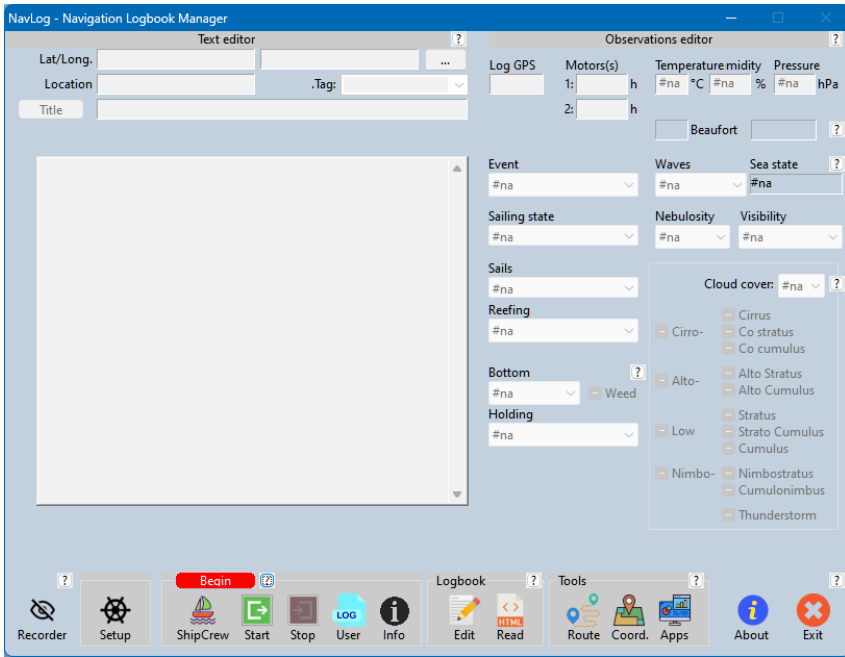 NavLog - Navigation Logbook Manager
Text editor ?
Observations editor ?
Lat/Long. ...
Location .Tag:
Title
Log GPS Motors(s) Temperaturemidity Pressure
1: h #na °C #na % #na hPa
2: h
Beaufort ?
Event Waves Sea state ?
#na #na #na
Sailing state Nebulosity Visibility
#na #na #na
Sails
#na
Cloud cover: #na ?
Reefing
#na
Cirrus
Cirro- Co stratus
Co cumulus
Bottom ?
#na Weed
Alto- Alto Stratus
Alto Cumulus
Holding
#na
Stratus
Low Strato Cumulus
Cumulus
Nimbo- Nimbostratus
Cumulonimbus
Thunderstorm
? Begin ? Logbook ? Tools ? ?
LOG i HTML i
Recorder Setup ShipCrew Start Stop User Info Edit Read Route Coord. Apps About Exit